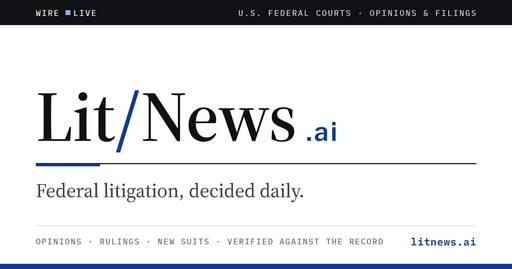 WIRE LIVE
U.S. FEDERAL COURTS · OPINIONS & FILINGS
Lit/News.ai
Federal litigation, decided daily.
OPINIONS · RULINGS · NEW SUITS · VERIFIED AGAINST THE RECORD
litnews.ai